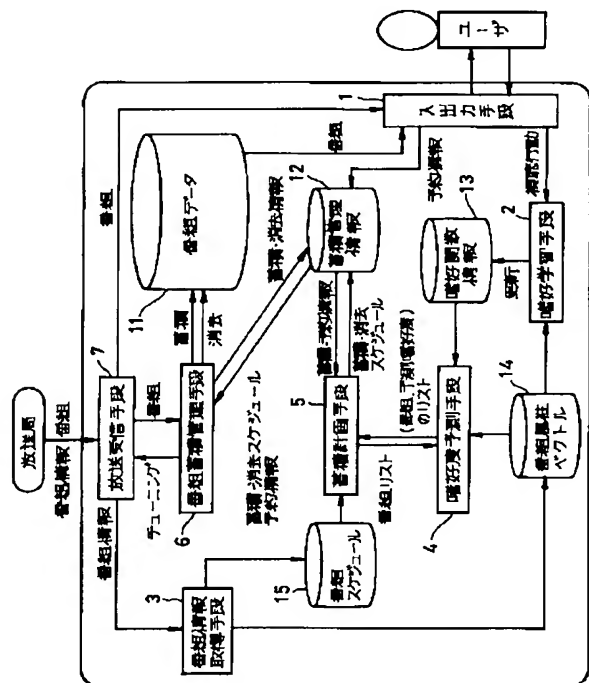 放送局
番組情報 番組
7
放送受信手段
番組情報
番組
チューニング
番組
6
番組蓄積管理手段
蓄積
消去
11
番組データ
番組
3
番組情報
取得手段
蓄積・消去スケジュール
予約情報
蓄積・消去情報
12
蓄積管理
情報
予約情報
1
入出力手段
ユーザ
15
番組
スケジュール
5
蓄積計画手段
蓄積・予約情報
蓄積・消去
スケジュール
番組リスト
(番組、予測嗜好度)
のリスト
4
嗜好度予測手段
13
嗜好関数
情報
更新
視聴行動
2
嗜好学習手段
14
番組属性
ベクトル